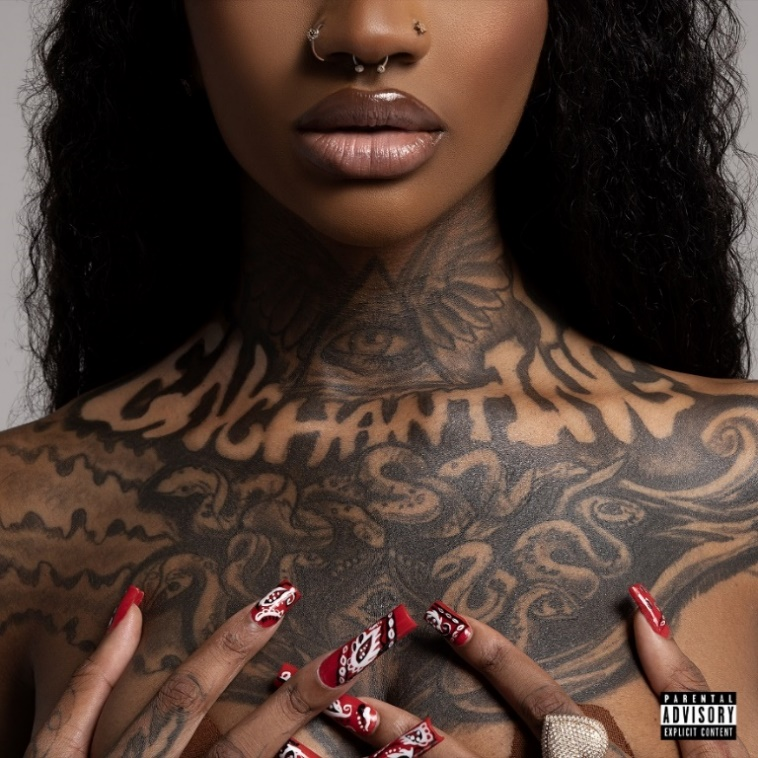 ENCHANTING
PARENTAL
ADVISORY
EXPLICIT CONTENT